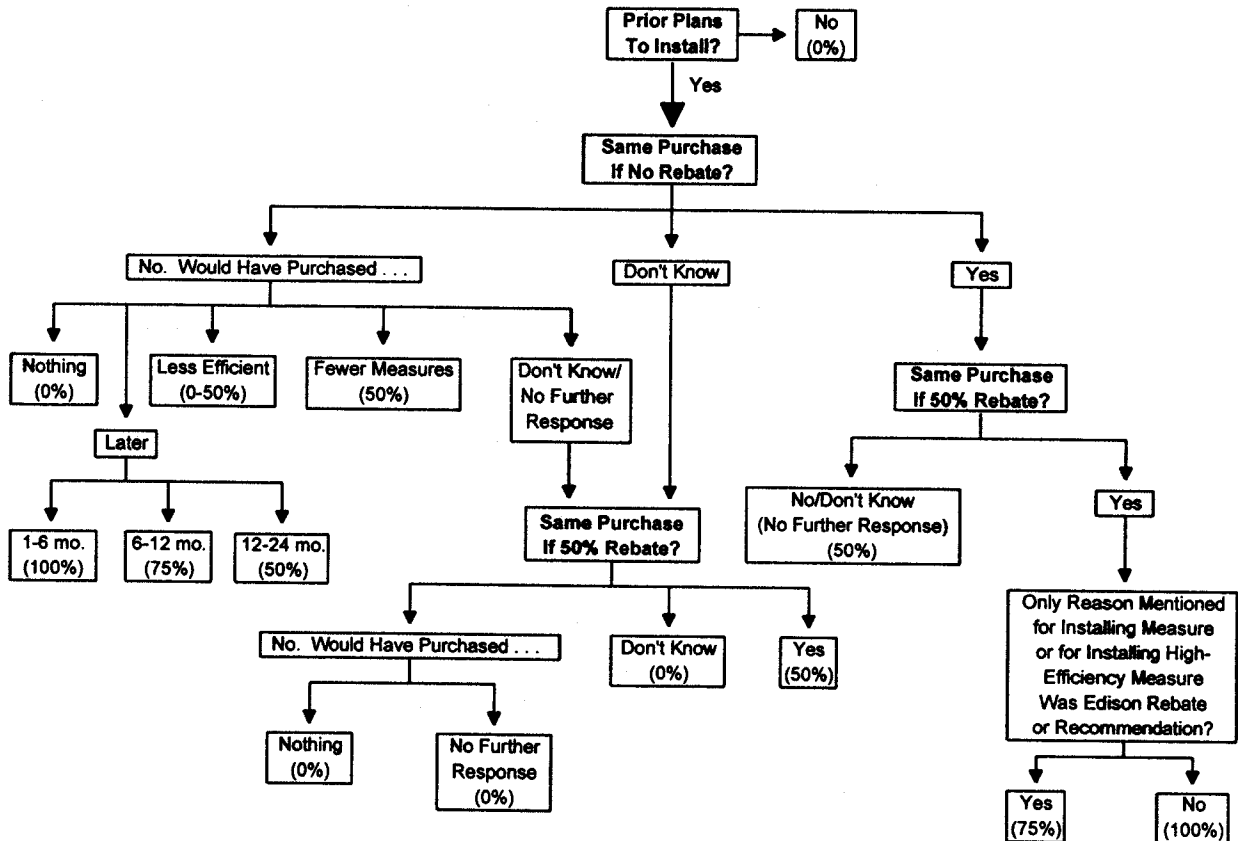 Prior Plans
To Install?
No
(0%)
Yes
Same Purchase
If No Rebate?
No. Would Have Purchased . . .
Don't Know
Yes
Nothing
(0%)
Less Efficient
(0-50%)
Fewer Measures
(50%)
Don't Know/
No Further
Response
Same Purchase
If 50% Rebate?
Later
1-6 mo.
(100%)
6-12 mo.
(75%)
12-24 mo.
(50%)
Same Purchase
If 50% Rebate?
No/Don't Know
(No Further Response)
(50%)
Yes
No. Would Have Purchased . . .
Don't Know
(0%)
Yes
(50%)
Only Reason Mentioned
for Installing Measure
or for Installing High-
Efficiency Measure
Was Edison Rebate
or Recommendation?
Nothing
(0%)
No Further
Response
(0%)
Yes
(75%)
No
(100%)